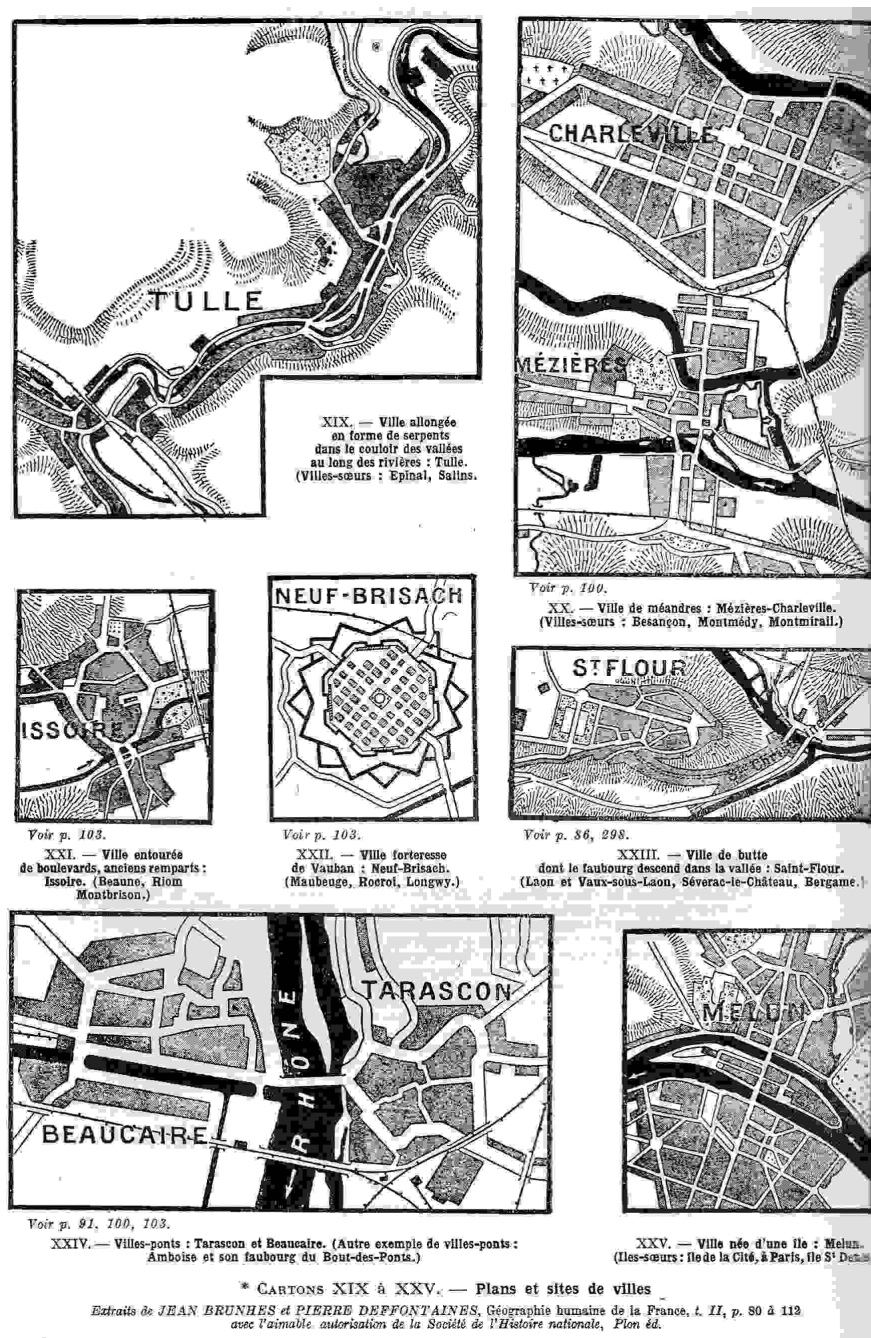 TULLE
XIX. — Ville allongée
en forme de serpents
dans le couloir des vallées
au long des rivières : Tulle.
(Villes-sœurs : Epinal, Salins.
CHARLEVILLE
MÉZIÈRES
Voir p. 100.
XX. — Ville de méandres : Mézières-Charleville.
(Villes-sœurs : Besançon, Montmédy, Montmirail.)
ISSOIRE
Voir p. 103.
XXI. — Ville entourée
de boulevards, anciens remparts :
Issoire. (Beaune, Riom
Montbrison.)
NEUF-BRISACH
Voir p. 103.
XXII. — Ville forteresse
de Vauban : Neuf-Brisach.
(Maubeuge, Rocroi, Longwy.)
ST FLOUR
Voir p. 86, 298.
XXIII. — Ville de butte
dont le faubourg descend dans la vallée : Saint-Flour.
(Laon et Vaux-sous-Laon, Séverac-le-Château, Bergame.)
TARASCON
RHONE
BEAUCAIRE
Voir p. 91, 100, 103.
XXIV. — Villes-ponts : Tarascon et Beaucaire. (Autre exemple de villes-ponts :
Amboise et son faubourg du Bout-des-Ponts.)
MELUN
XXV. — Ville née d'une île : Melun.
(Iles-sœurs : île de la Cité, à Paris, île St
* CARTONS XIX à XXV. — Plans et sites de villes
Extraits de JEAN BRUNHES et PIERRE DEFFONTAINES, Géographie humaine de la France, t. II, p. 80 à 112
avec l'aimable autorisation de la Société de l'Histoire nationale, Plon éd.